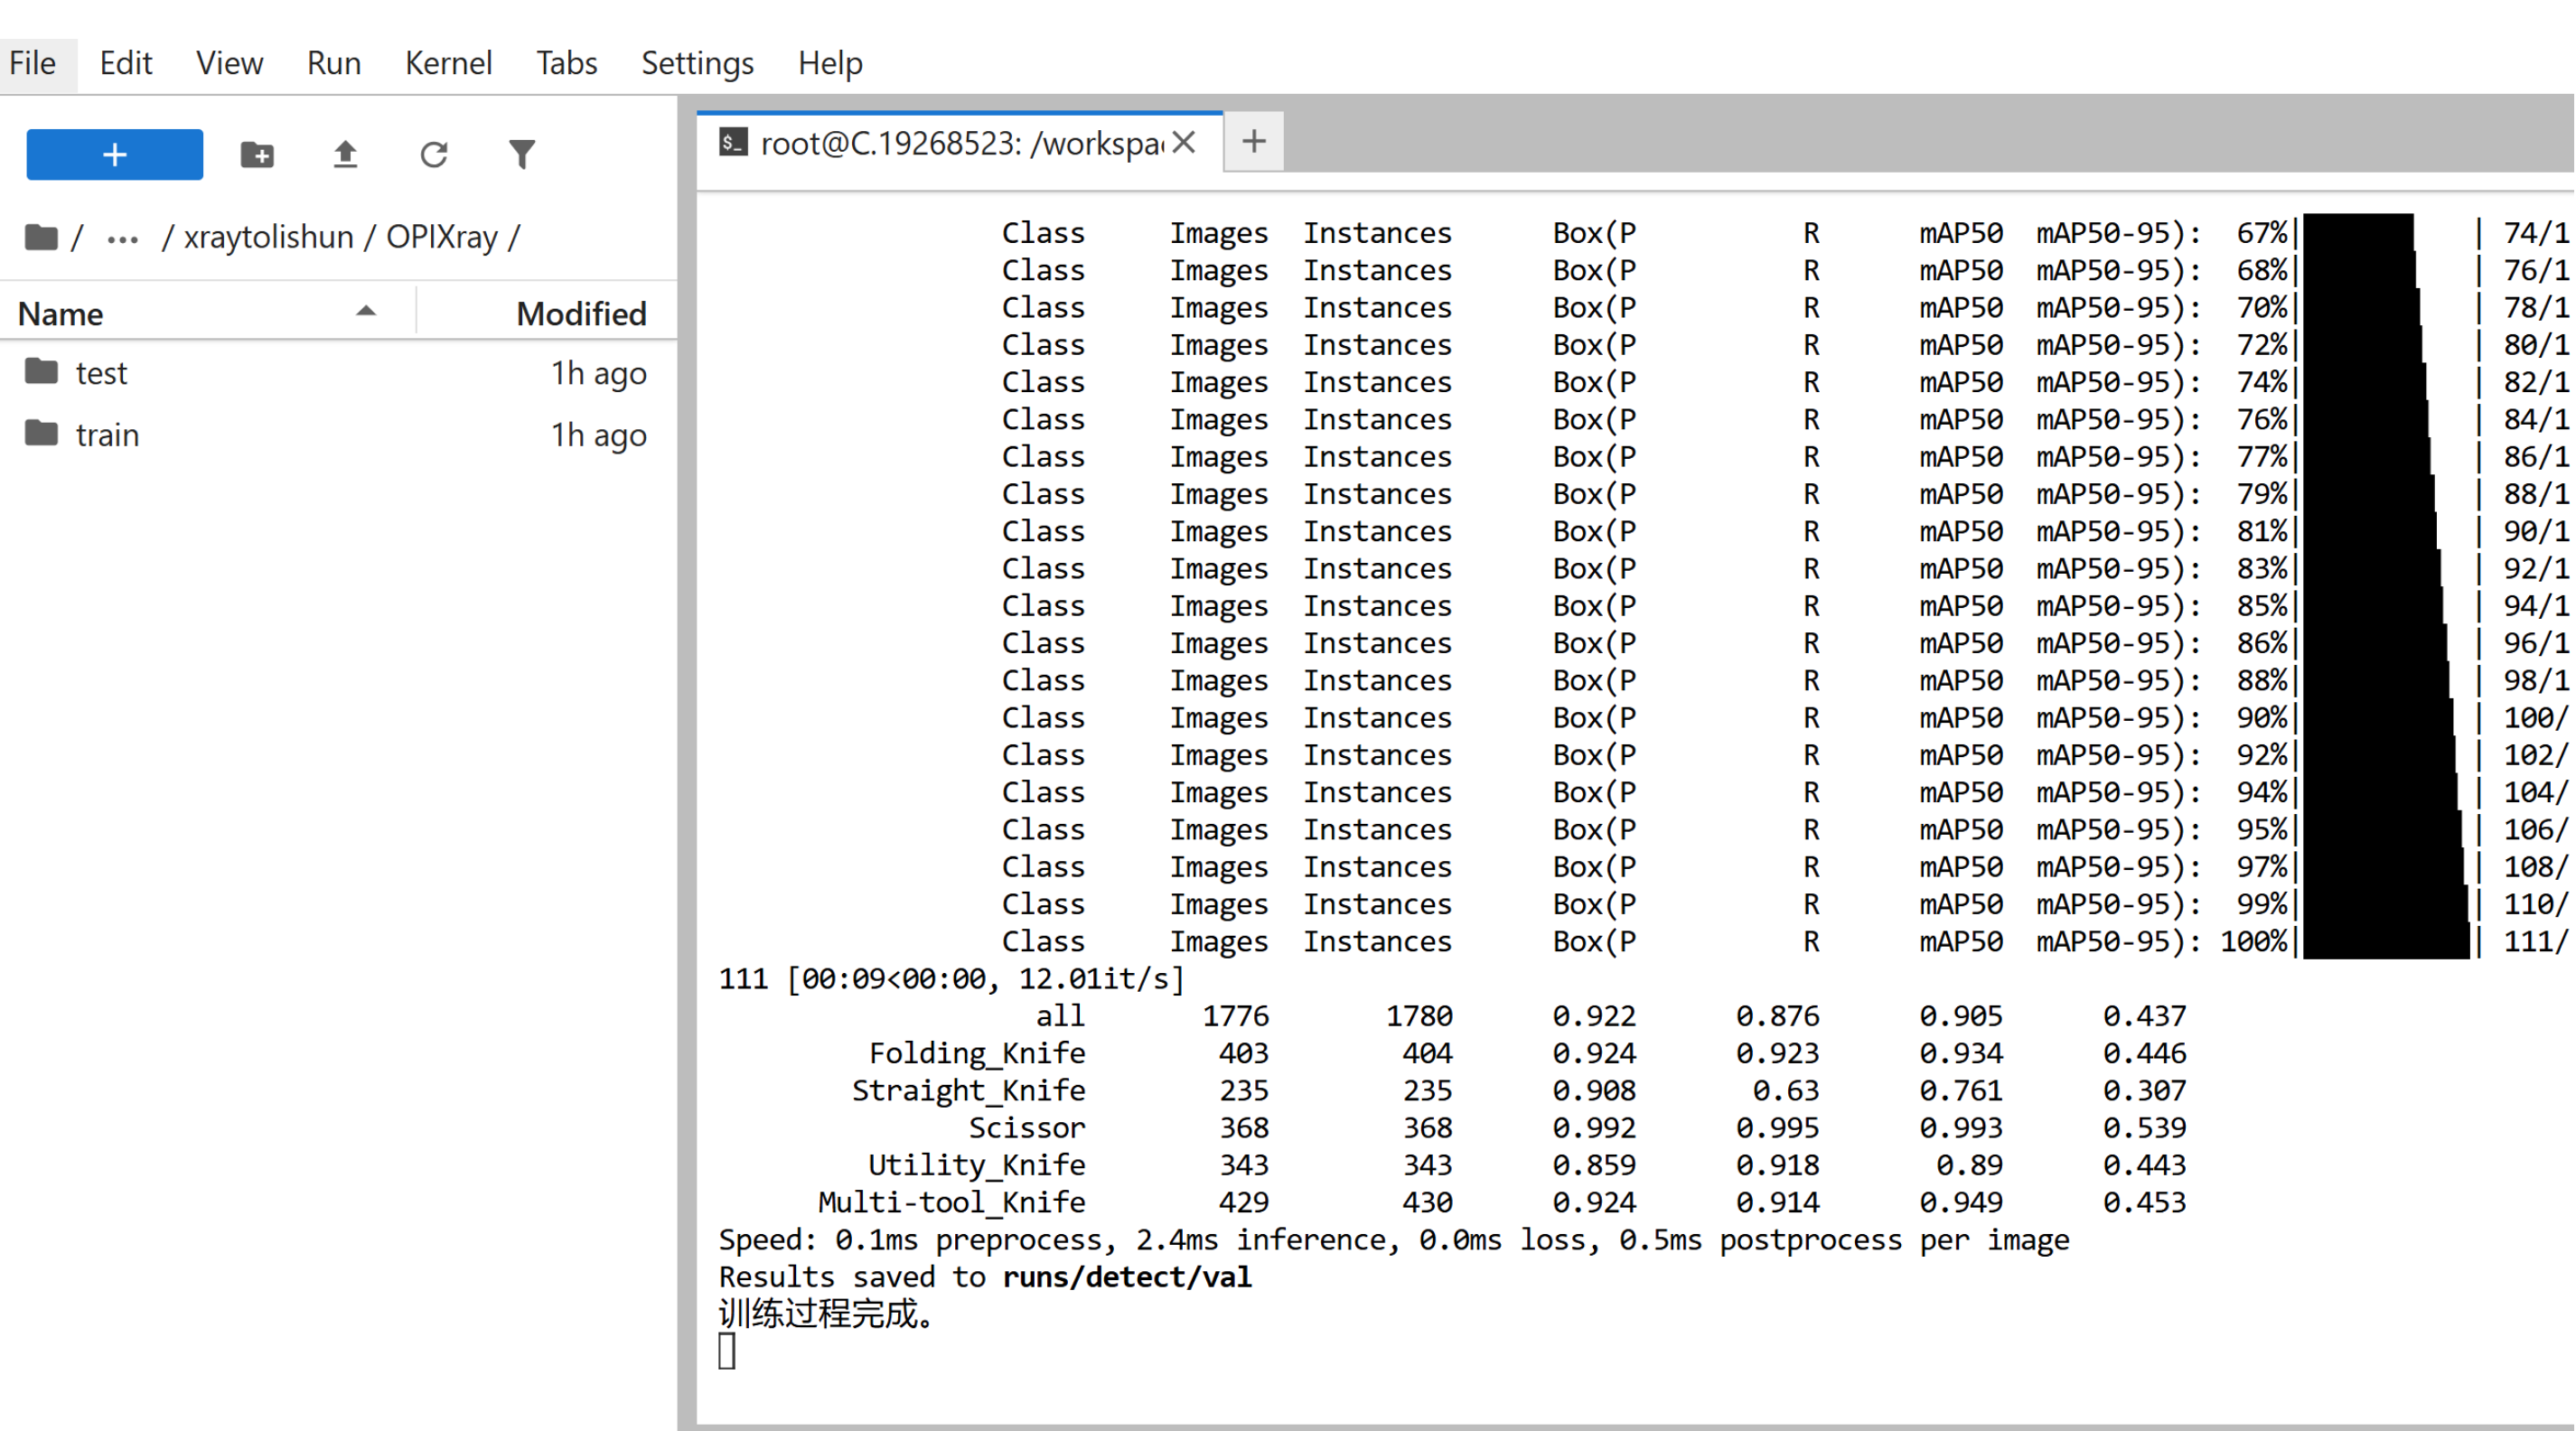 File Edit View Run Kernel Tabs Settings Help
/ ... / xraytolishun / OPIXray /
Name Modified
test 1h ago
train 1h ago
root@C.19268523: /workspa
Class Images Instances Box(P R mAP50 mAP50-95): 67%| | 74/1
Class Images Instances Box(P R mAP50 mAP50-95): 68%| | 76/1
Class Images Instances Box(P R mAP50 mAP50-95): 70%| | 78/1
Class Images Instances Box(P R mAP50 mAP50-95): 72%| | 80/1
Class Images Instances Box(P R mAP50 mAP50-95): 74%| | 82/1
Class Images Instances Box(P R mAP50 mAP50-95): 76%| | 84/1
Class Images Instances Box(P R mAP50 mAP50-95): 77%| | 86/1
Class Images Instances Box(P R mAP50 mAP50-95): 79%| | 88/1
Class Images Instances Box(P R mAP50 mAP50-95): 81%| | 90/1
Class Images Instances Box(P R mAP50 mAP50-95): 83%| | 92/1
Class Images Instances Box(P R mAP50 mAP50-95): 85%| | 94/1
Class Images Instances Box(P R mAP50 mAP50-95): 86%| | 96/1
Class Images Instances Box(P R mAP50 mAP50-95): 88%| | 98/1
Class Images Instances Box(P R mAP50 mAP50-95): 90%| | 100/
Class Images Instances Box(P R mAP50 mAP50-95): 92%| | 102/
Class Images Instances Box(P R mAP50 mAP50-95): 94%| | 104/
Class Images Instances Box(P R mAP50 mAP50-95): 95%| | 106/
Class Images Instances Box(P R mAP50 mAP50-95): 97%| | 108/
Class Images Instances Box(P R mAP50 mAP50-95): 99%| | 110/
Class Images Instances Box(P R mAP50 mAP50-95): 100%| | 111/
111 [00:09<00:00, 12.01it/s]
all 1776 1780 0.922 0.876 0.905 0.437
Folding_Knife 403 404 0.924 0.923 0.934 0.446
Straight_Knife 235 235 0.908 0.63 0.761 0.307
Scissor 368 368 0.992 0.995 0.993 0.539
Utility_Knife 343 343 0.859 0.918 0.89 0.443
Multi-tool_Knife 429 430 0.924 0.914 0.949 0.453
Speed: 0.1ms preprocess, 2.4ms inference, 0.0ms loss, 0.5ms postprocess per image
Results saved to runs/detect/val
训练过程完成。